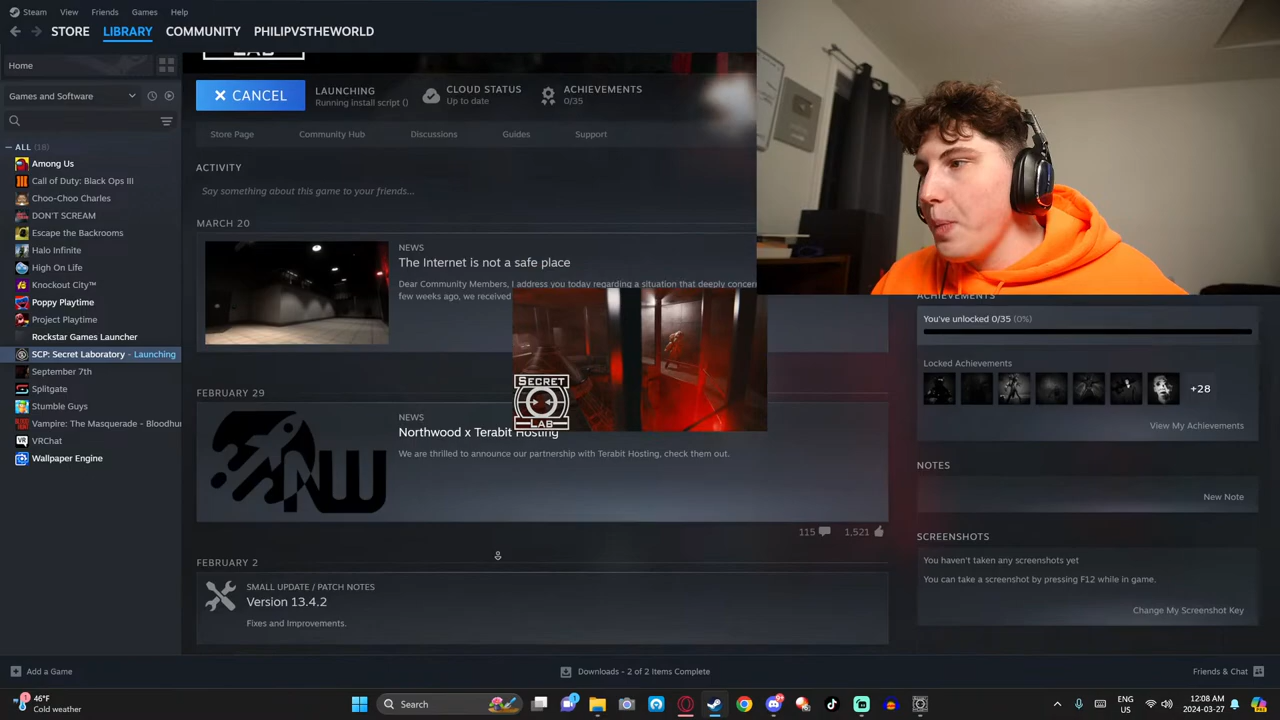 Steam View Friends Games Help
STORE LIBRARY COMMUNITY PHILIPVSTHEWORLD
Home
LAB
Games and Software
CANCEL
LAUNCHING
Running install script ()
CLOUD STATUS
Up to date
ACHIEVEMENTS
0/35
Store Page Community Hub Discussions Guides Support
ALL (18)
Among Us
Call of Duty: Black Ops III
Choo-Choo Charles
DON'T SCREAM
Escape the Backrooms
Halo Infinite
High On Life
Knockout City™
Poppy Playtime
Project Playtime
Rockstar Games Launcher
SCP: Secret Laboratory - Launching
September 7th
Splitgate
Stumble Guys
Vampire: The Masquerade - Bloodhu
VRChat
Wallpaper Engine
ACTIVITY
Say something about this game to your friends...
MARCH 20
NEWS
The Internet is not a safe place
Dear Community Members, I address you today regarding a situation that deeply concern
few weeks ago, we received
SECRET
LAB
FEBRUARY 29
NEWS
Northwood x Terabit Hosting
We are thrilled to announce our partnership with Terabit Hosting, check them out.
NW
115 1,521
FEBRUARY 2
SMALL UPDATE / PATCH NOTES
Version 13.4.2
Fixes and Improvements.
ACHIEVEMENTS
You've unlocked 0/35 (0%)
Locked Achievements
+28
View My Achievements
NOTES
New Note
SCREENSHOTS
You haven't taken any screenshots yet
You can take a screenshot by pressing F12 while in game.
Change My Screenshot Key
Add a Game
Downloads - 2 of 2 Items Complete
Friends & Chat
46°F
Cold weather
Search
ENG
US
12:08 AM
2024-03-27